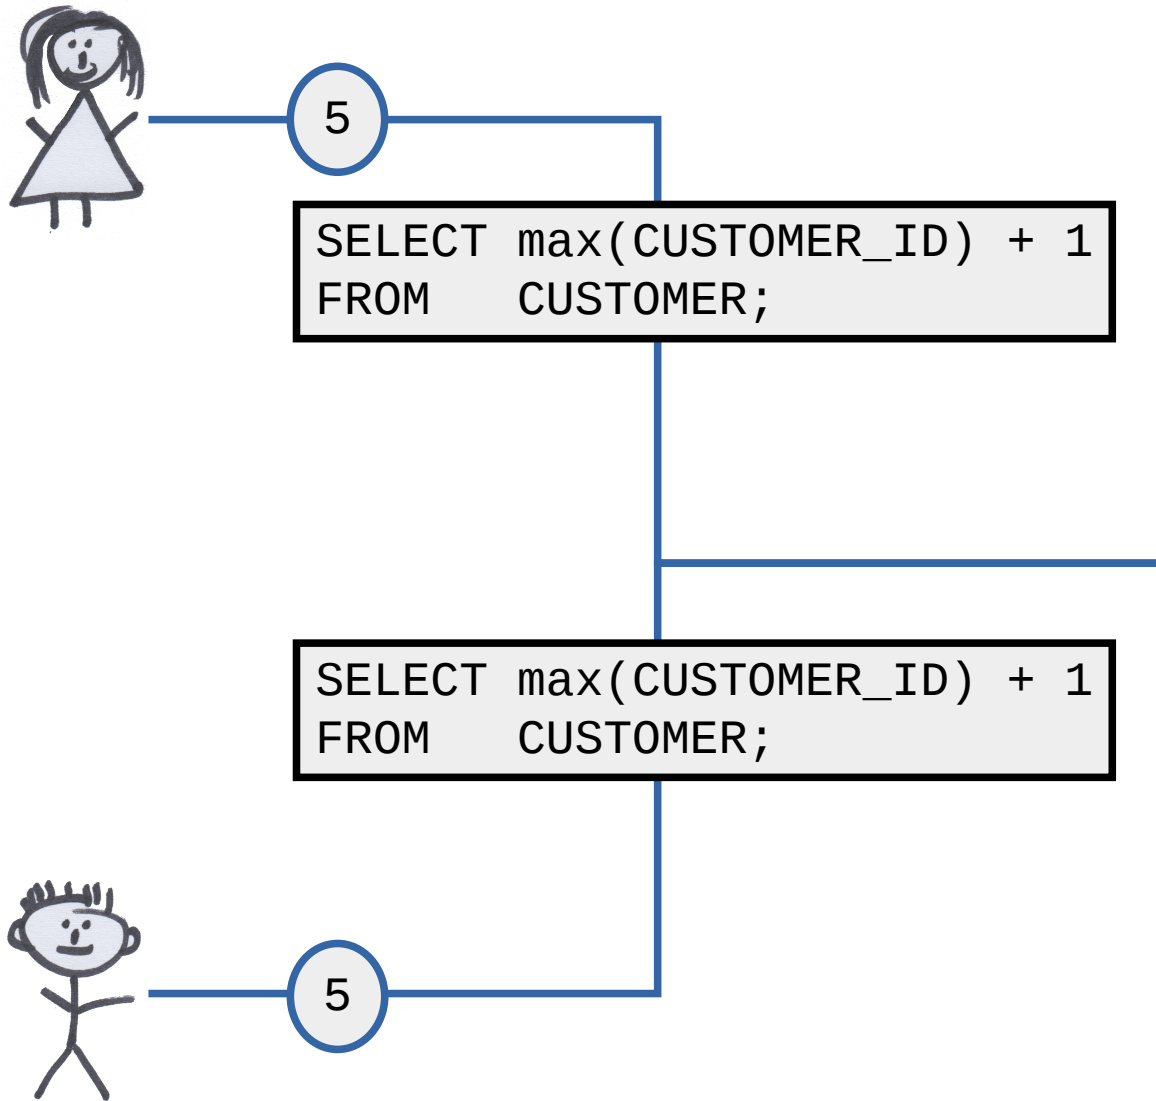 5
SELECT max(CUSTOMER_ID) + 1
FROM   CUSTOMER;
SELECT max(CUSTOMER_ID) + 1
FROM   CUSTOMER;
5